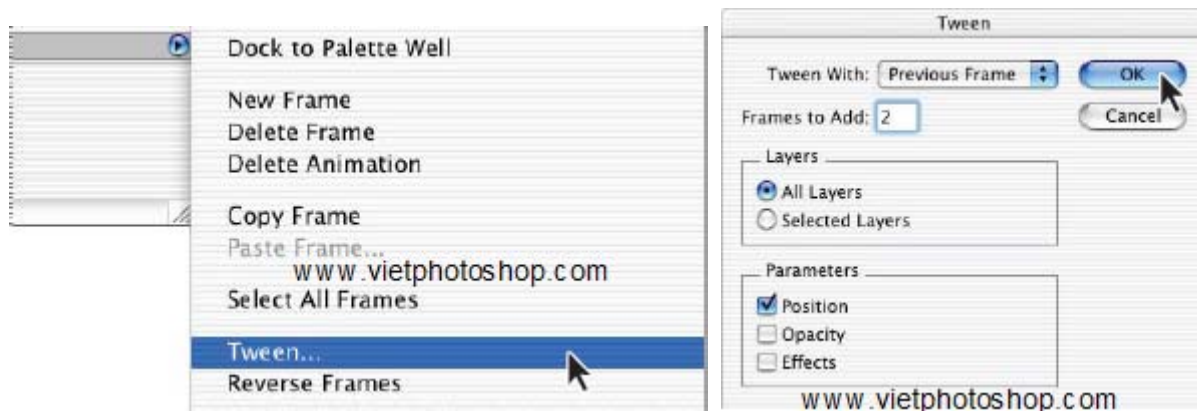 Dock to Palette Well
New Frame
Delete Frame
Delete Animation
Copy Frame
Paste Frame...
www.vietphotoshop.com
Select All Frames
Tween...
Reverse Frames
Tween
Tween With: Previous Frame
OK
Frames to Add: 2
Cancel
Layers
All Layers
Selected Layers
Parameters
Position
Opacity
Effects
www.vietphotoshop.com